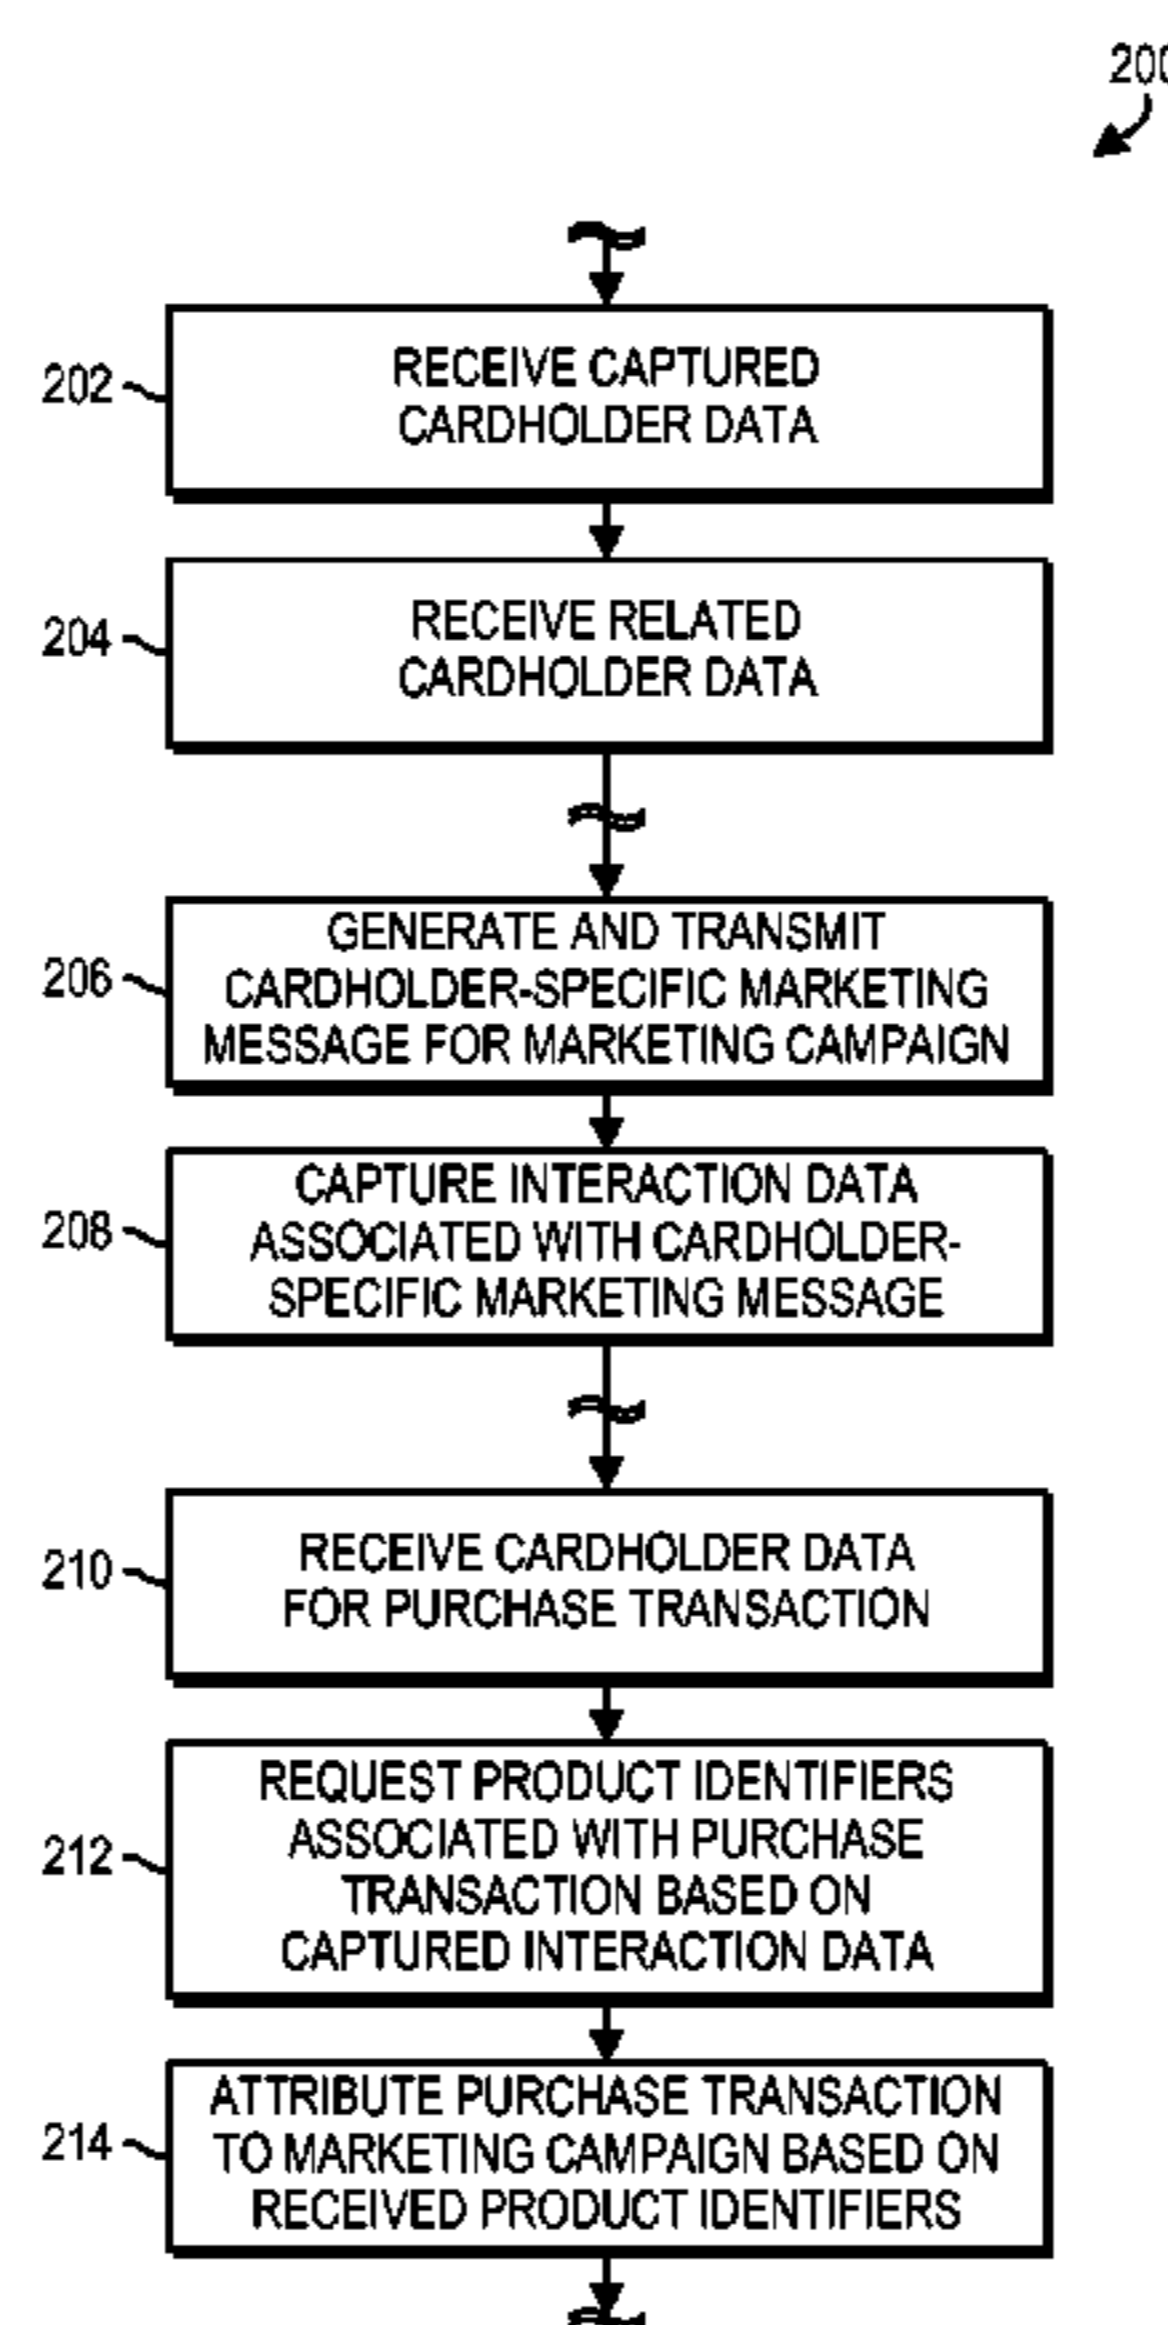 200
202
RECEIVE CAPTURED
CARDHOLDER DATA
204
RECEIVE RELATED
CARDHOLDER DATA
206
GENERATE AND TRANSMIT
CARDHOLDER-SPECIFIC MARKETING
MESSAGE FOR MARKETING CAMPAIGN
208
CAPTURE INTERACTION DATA
ASSOCIATED WITH CARDHOLDER-
SPECIFIC MARKETING MESSAGE
210
RECEIVE CARDHOLDER DATA
FOR PURCHASE TRANSACTION
212
REQUEST PRODUCT IDENTIFIERS
ASSOCIATED WITH PURCHASE
TRANSACTION BASED ON
CAPTURED INTERACTION DATA
214
ATTRIBUTE PURCHASE TRANSACTION
TO MARKETING CAMPAIGN BASED ON
RECEIVED PRODUCT IDENTIFIERS